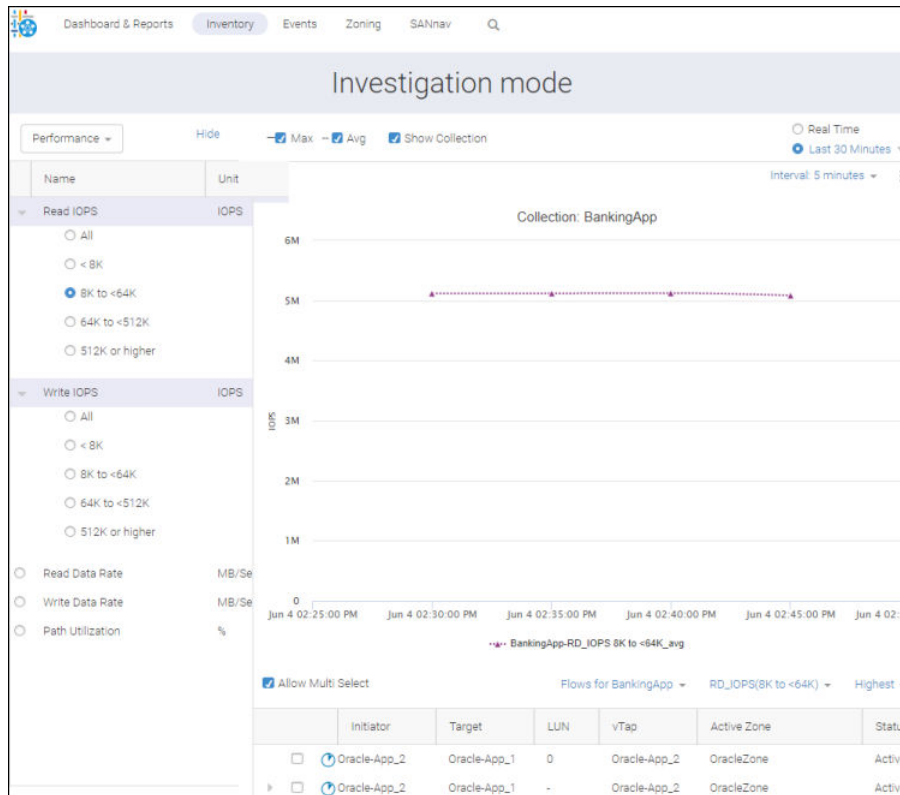 Dashboard & Reports Inventory Events Zoning SANnav
Investigation mode
Performance Hide Max Avg Show Collection
Real Time
Last 30 Minutes
Interval: 5 minutes
Name Unit
Read IOPS IOPS
All
< 8K
8K to <64K
64K to <512K
512K or higher
Write IOPS IOPS
All
< 8K
8K to <64K
64K to <512K
512K or higher
Read Data Rate MB/Se
Write Data Rate MB/Se
Path Utilization %
Collection: BankingApp
6M
5M
4M
3M
2M
1M
0
IOPS
Jun 4 02:25:00 PM Jun 4 02:30:00 PM Jun 4 02:35:00 PM Jun 4 02:40:00 PM Jun 4 02:45:00 PM Jun 4 02:
BankingApp-RD_IOPS 8K to <64K_avg
Allow Multi Select Flows for BankingApp RD_IOPS(8K to <64K) Highest
Initiator Target LUN vTap Active Zone Statu
Oracle-App_2 Oracle-App_1 0 Oracle-App_2 OracleZone Activ
Oracle-App_2 Oracle-App_1 - Oracle-App_2 OracleZone Activ